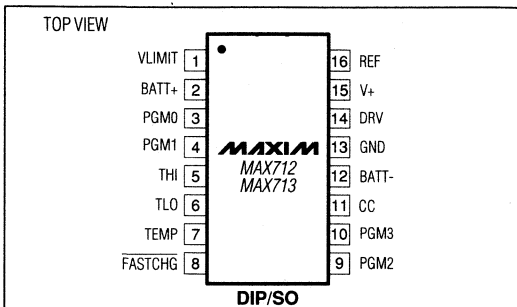 TOP VIEW
VLIMIT 1
BATT+ 2
PGM0 3
PGM1 4
THI 5
TLO 6
TEMP 7
FASTCHG 8
MAXIM
MAX712
MAX713
16 REF
15 V+
14 DRV
13 GND
12 BATT-
11 CC
10 PGM3
9 PGM2
DIP/SO